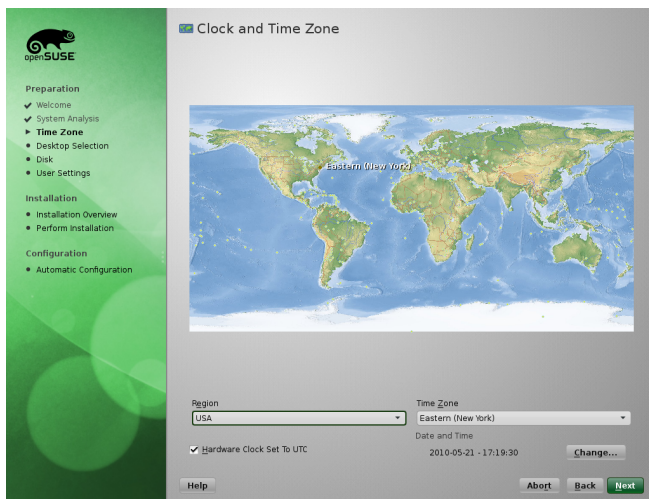 openSUSE
Preparation
Welcome
System Analysis
Time Zone
Desktop Selection
Disk
User Settings
Installation
Installation Overview
Perform Installation
Configuration
Automatic Configuration
Clock and Time Zone
Eastern (New York)
Region
USA
Time Zone
Eastern (New York)
Hardware Clock Set To UTC
Date and Time
2010-05-21 - 17:19:30
Change...
Help
Abort
Back
Next